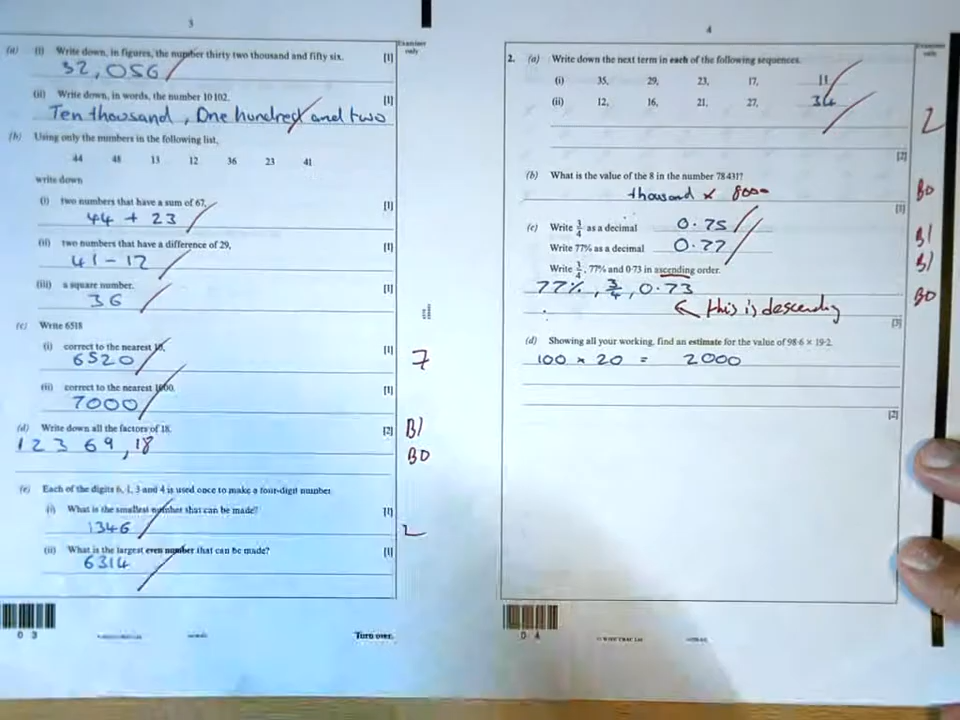 3
Examiner only
(a) (i) Write down, in figures, the number thirty two thousand and fifty six. [1]
32,056
(ii) Write down, in words, the number 10 102. [1]
Ten thousand, One hundred and two
(b) Using only the numbers in the following list,
44 48 13 12 36 23 41
write down
(i) two numbers that have a sum of 67, [1]
44 + 23
(ii) two numbers that have a difference of 29, [1]
41 - 12
(iii) a square number. [1]
36
(c) Write 6518
(i) correct to the nearest 10, [1]
6520
7
(ii) correct to the nearest 1000. [1]
7000
(d) Write down all the factors of 18. [2]
B1
1 2 3 6 9, 18
B0
(e) Each of the digits 6, 1, 3 and 4 is used once to make a four-digit number
(i) What is the smallest number that can be made? [1]
1346
2
(ii) What is the largest even number that can be made? [1]
6314
0 3
Turn over.
4
Examiner only
2. (a) Write down the next term in each of the following sequences.
(i) 35, 29, 23, 17, 11
(ii) 12, 16, 21, 27, 34
2
[2]
(b) What is the value of the 8 in the number 78 431?
thousand x 8000
B0
[1]
(c) Write 3/4 as a decimal 0.75
B1
Write 77% as a decimal 0.77
B1
Write 3/4, 77% and 0·73 in ascending order.
77%, 3/4, 0.73
B0
← this is descending
[3]
(d) Showing all your working, find an estimate for the value of 98·6 × 19·2.
100 × 20 = 2000
[2]
0 4